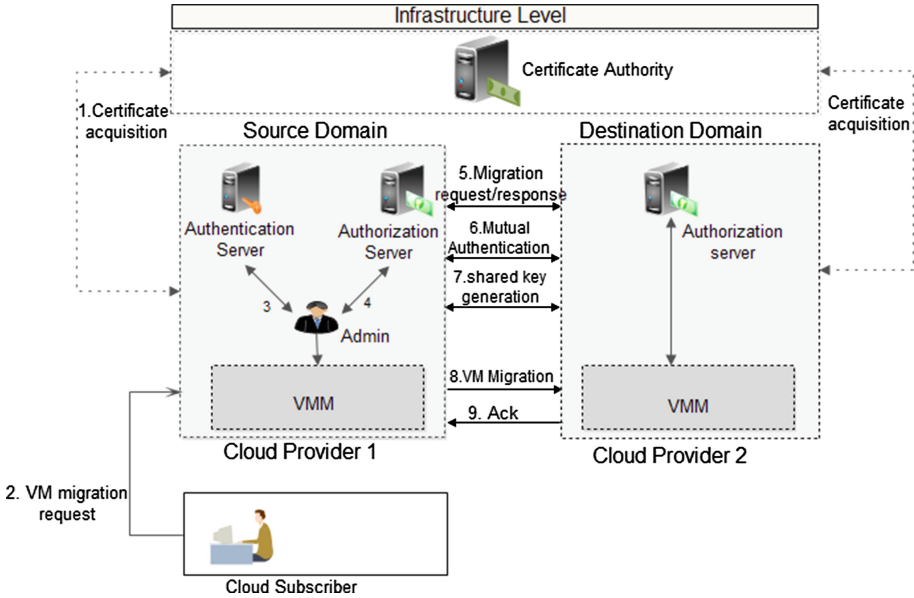 Infrastructure Level
Certificate Authority
1.Certificate
acquisition
Certificate
acquisition
Source Domain
Destination Domain
Authentication
Server
Authorization
Server
3
4
Admin
VMM
Cloud Provider 1
5.Migration
request/response
6.Mutual
Authentication
7.shared key
generation
8.VM Migration
9. Ack
Authorization
server
VMM
Cloud Provider 2
2. VM migration
request
Cloud Subscriber